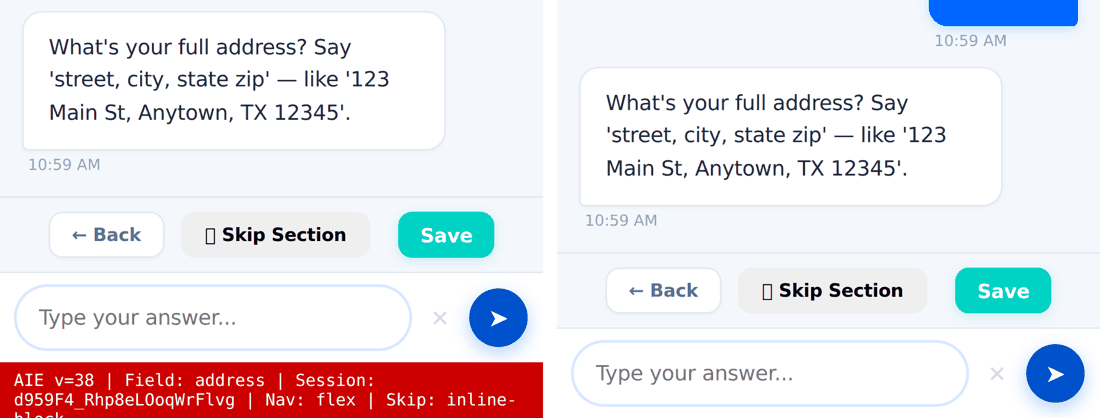 What's your full address? Say
'street, city, state zip' — like '123
Main St, Anytown, TX 12345'.
10:59 AM
← Back
Skip Section
Save
Type your answer...
AIE v=38 | Field: address | Session:
d959F4_Rhp8eLOoqWrFlvg | Nav: flex | Skip: inline-
block
10:59 AM
What's your full address? Say
'street, city, state zip' — like '123
Main St, Anytown, TX 12345'.
10:59 AM
← Back
Skip Section
Save
Type your answer...